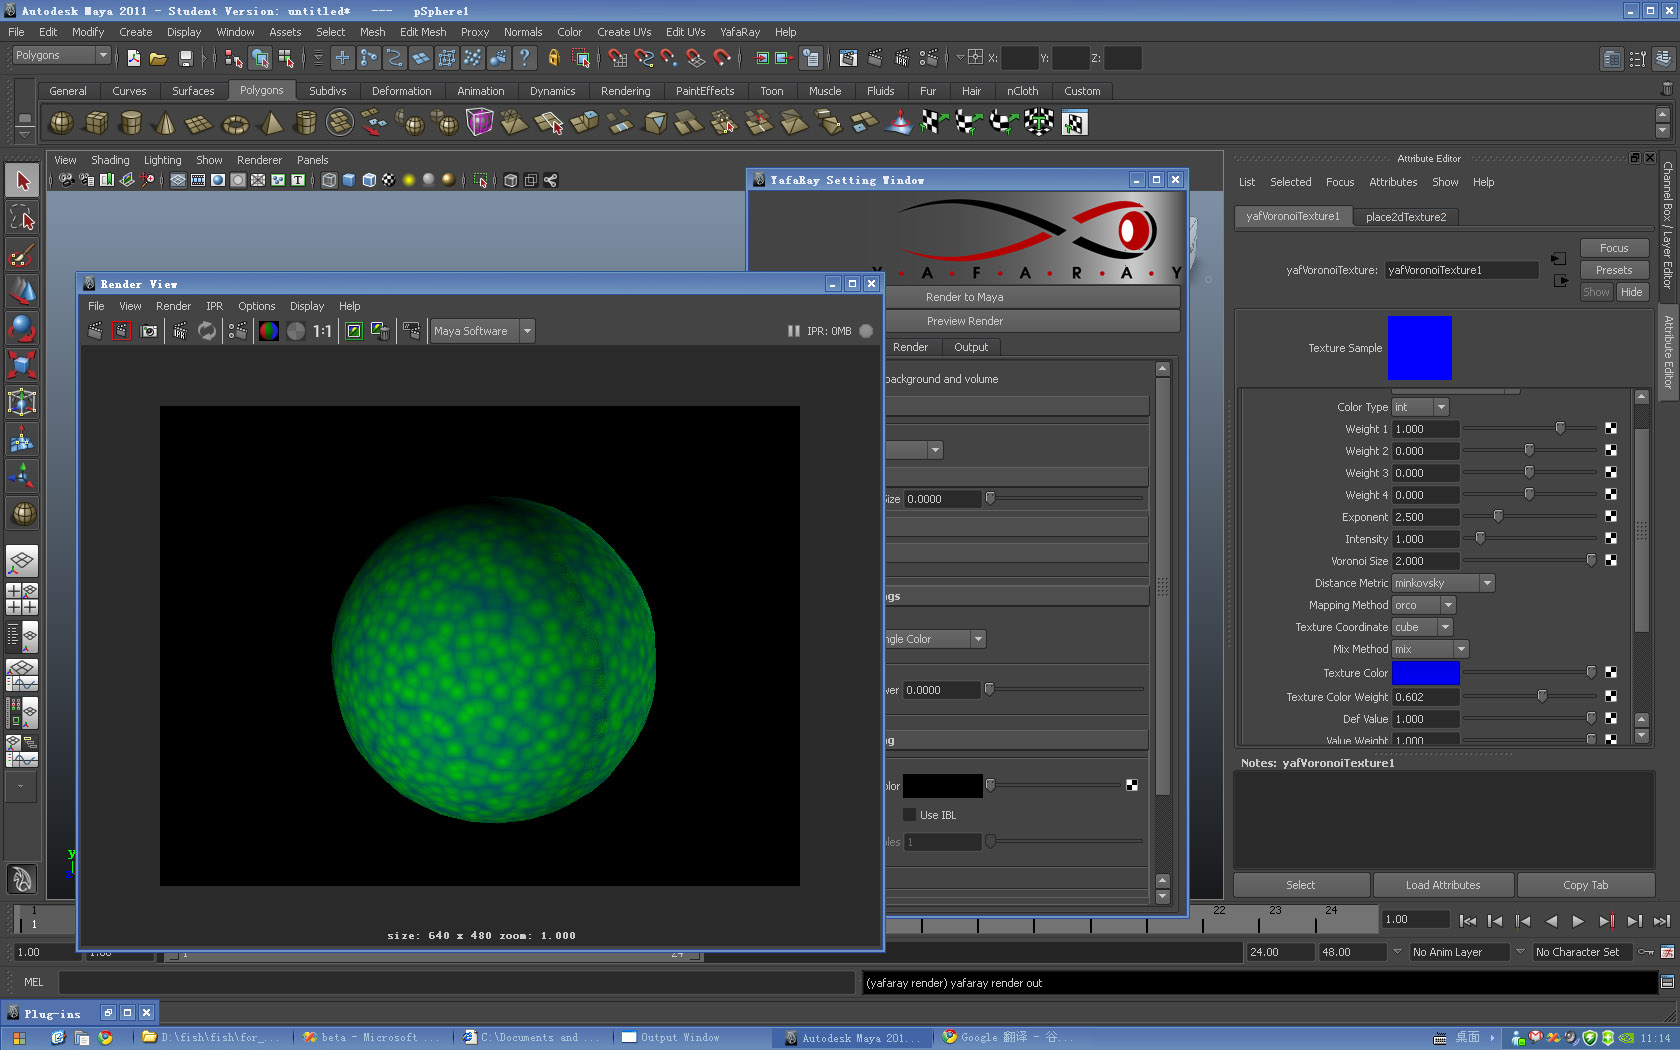 Autodesk Maya 2011 - Student Version: untitled* --- pSphere1
File Edit Modify Create Display Window Assets Select Mesh Edit Mesh Proxy Normals Color Create UVs Edit UVs YafaRay Help
Polygons X: Y: Z:
General Curves Surfaces Polygons Subdivs Deformation Animation Dynamics Rendering PaintEffects Toon Muscle Fluids Fur Hair nCloth Custom
View Shading Lighting Show Renderer Panels
YafaRay Setting Window
Y·A·F·A·R·A·Y
Render to Maya
Preview Render
Render Output
background and volume
ize 0.0000
ngs
ngle Color
wer 0.0000
ng
olor
Use IBL
les 1
Render View
File View Render IPR Options Display Help
1:1 Maya Software IPR: 0MB
size: 640 x 480 zoom: 1.000
Attribute Editor
List Selected Focus Attributes Show Help
yafVoronoiTexture1 place2dTexture2
yafVoronoiTexture: yafVoronoiTexture1
Focus
Presets
Show Hide
Texture Sample
Color Type int
Weight 1 1.000
Weight 2 0.000
Weight 3 0.000
Weight 4 0.000
Exponent 2.500
Intensity 1.000
Voronoi Size 2.000
Distance Metric minkovsky
Mapping Method orco
Texture Coordinate cube
Mix Method mix
Texture Color
Texture Color Weight 0.602
Def Value 1.000
Value Weight 1.000
Notes: yafVoronoiTexture1
Select Load Attributes Copy Tab
Channel Box / Layer Editor
Attribute Editor
y
1 22 23 24
1 1.00
1.00 1.00 1 24 24.00 48.00 No Anim Layer No Character Set
MEL (yafaray render) yafaray render out
Plug-ins
D:\fish\fish\for_... beta - Microsoft ... C:\Documents and ... Output Window Autodesk Maya 201... Google 翻译 - 谷... 桌面 11:14